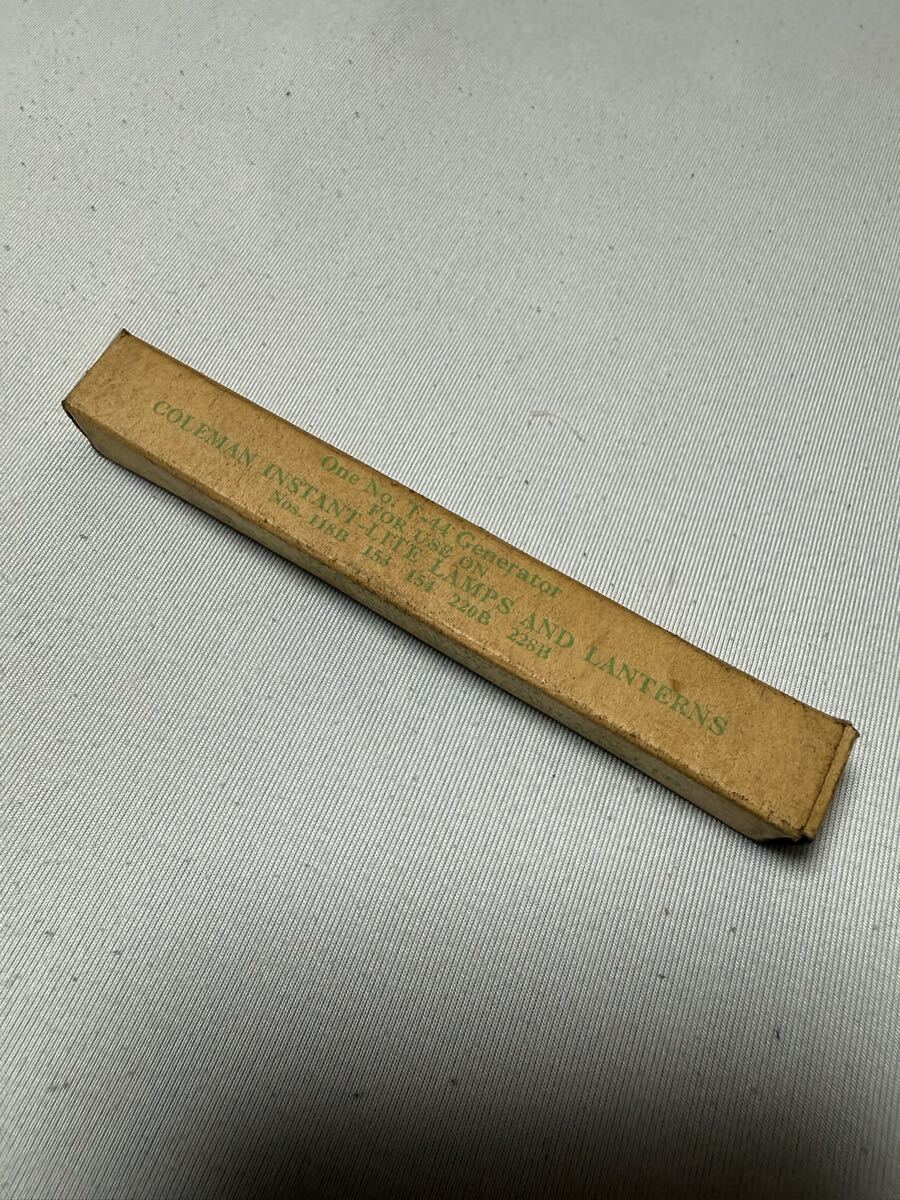 One No. T-44 Generator
FOR USE ON
COLEMAN INSTANT-LITE LAMPS AND LANTERNS
Nos. 118B 153 154 220B 228B